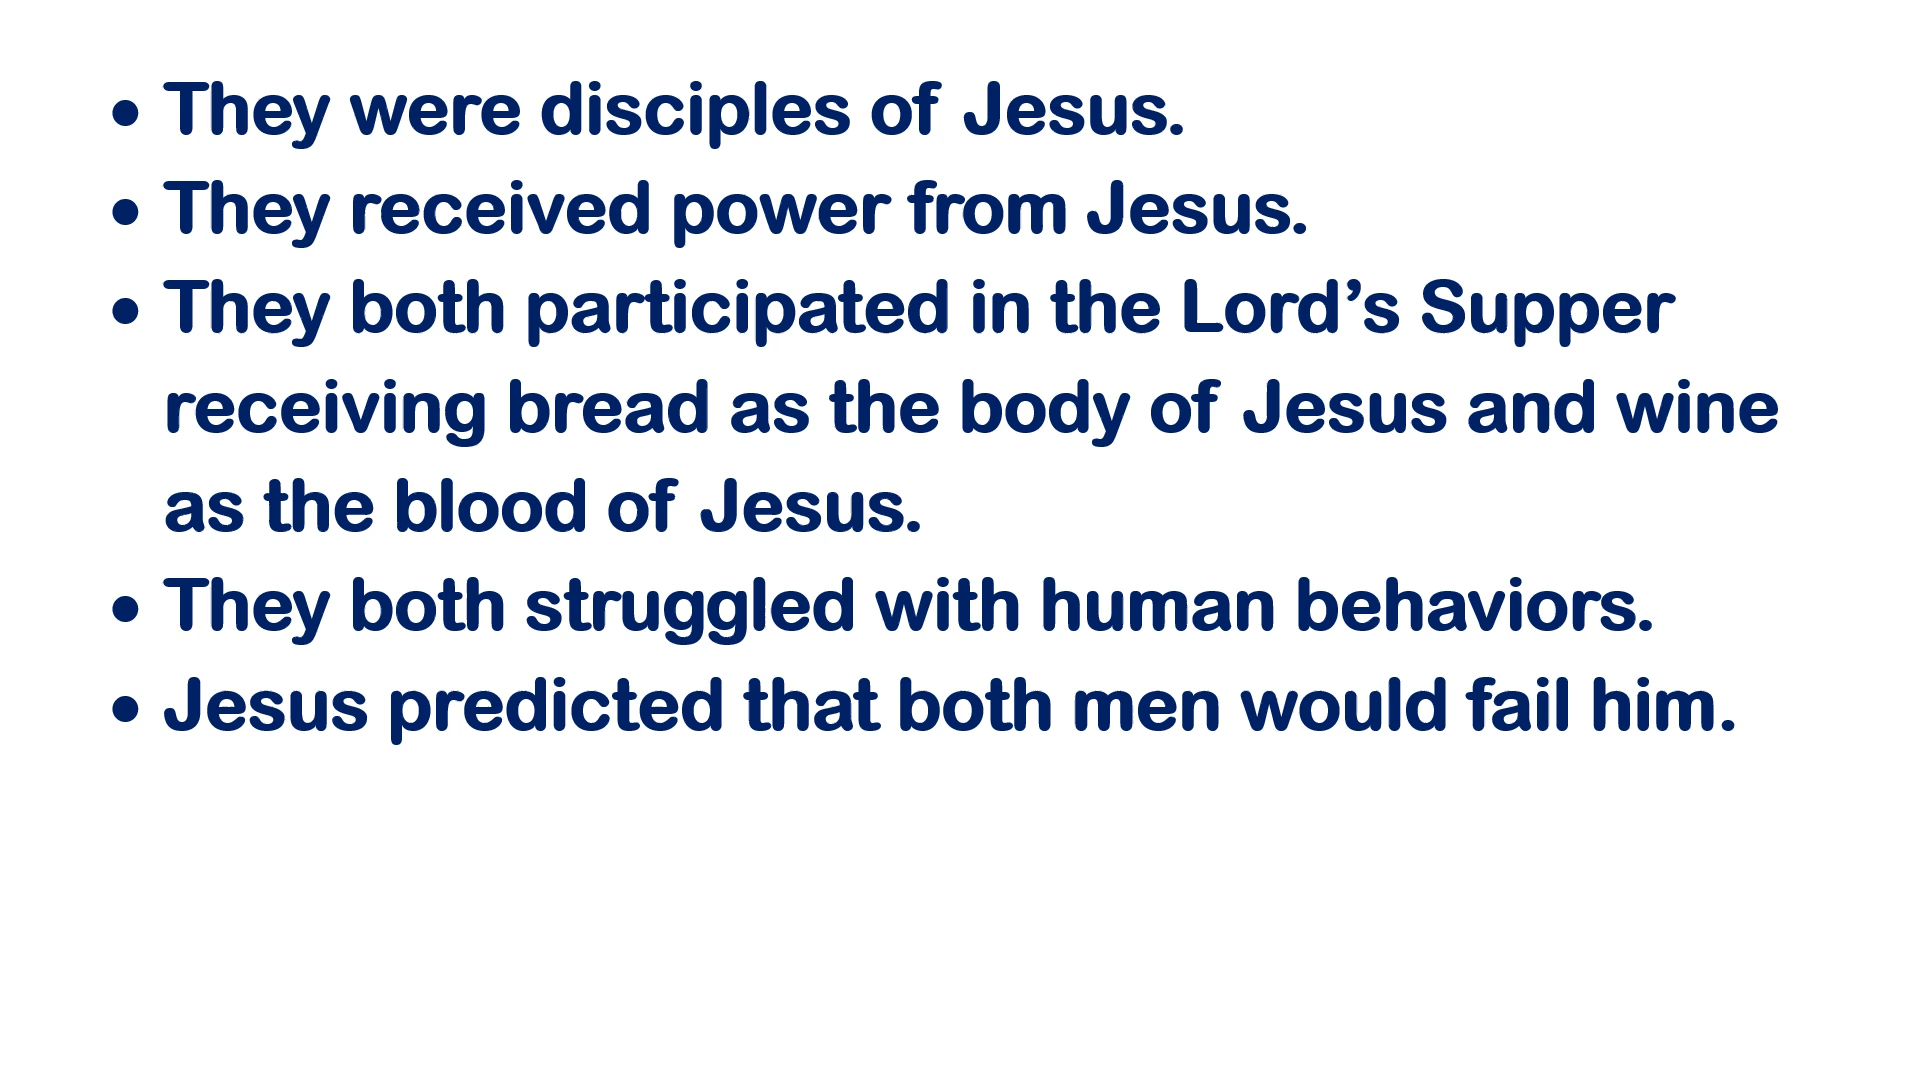 • They were disciples of Jesus.
• They received power from Jesus.
• They both participated in the Lord’s Supper
receiving bread as the body of Jesus and wine
as the blood of Jesus.
• They both struggled with human behaviors.
• Jesus predicted that both men would fail him.